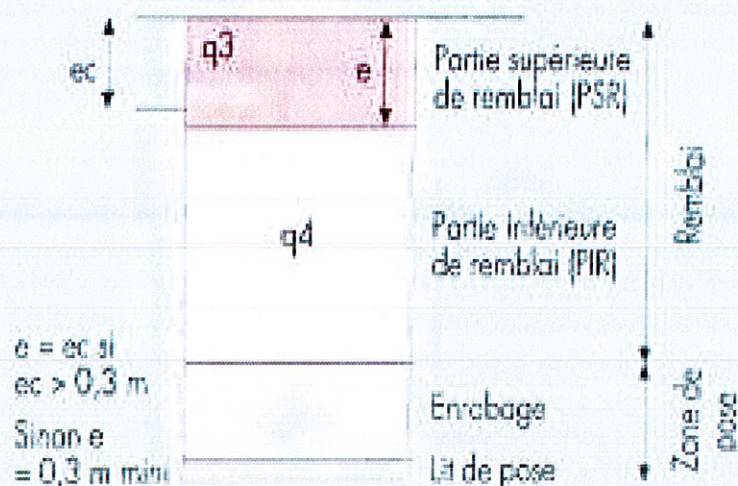 q3
ec
e
Partie supérieure
de remblai (PSR)
Remblai
q4
Partie inférieure
de remblai (PIR)
e = ec si
ec > 0,3 m
Sinon e
= 0,3 m mini
Enrobage
Lit de pose
Zone de
pose